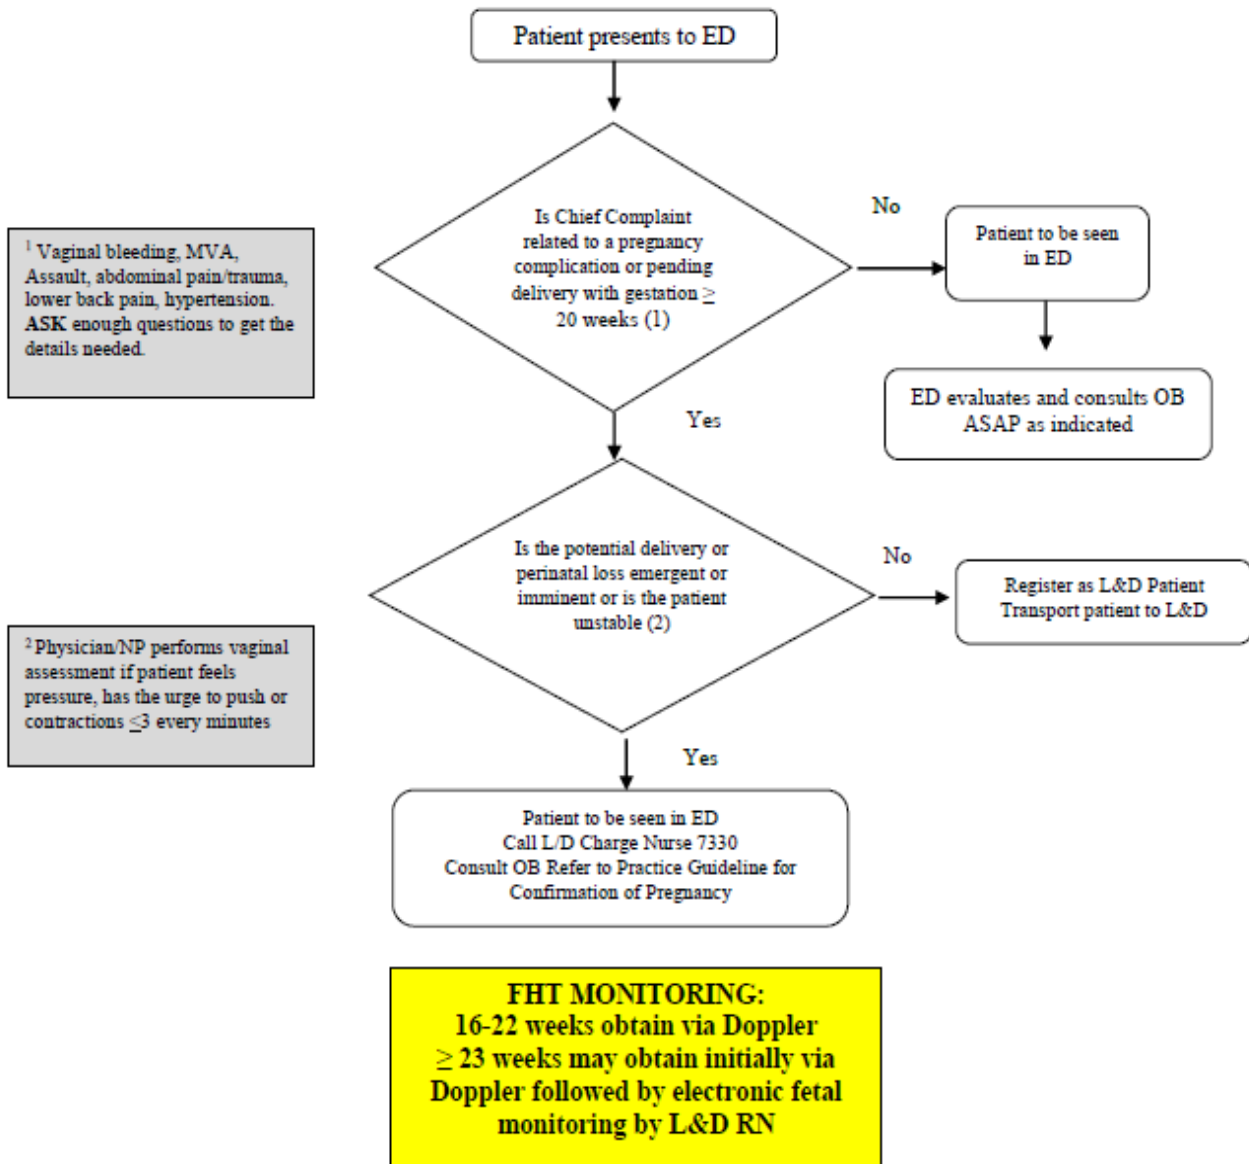 Patient presents to ED
Is Chief Complaint
related to a pregnancy
complication or pending
delivery with gestation ≥
20 weeks (1)
No
Patient to be seen
in ED
ED evaluates and consults OB
ASAP as indicated
1 Vaginal bleeding, MVA,
Assault, abdominal pain/trauma,
lower back pain, hypertension.
ASK enough questions to get the
details needed.
Yes
Is the potential delivery or
perinatal loss emergent or
imminent or is the patient
unstable (2)
No
Register as L&D Patient
Transport patient to L&D
2 Physician/NP performs vaginal
assessment if patient feels
pressure, has the urge to push or
contractions ≤3 every minutes
Yes
Patient to be seen in ED
Call L/D Charge Nurse 7330
Consult OB Refer to Practice Guideline for
Confirmation of Pregnancy
FHT MONITORING:
16-22 weeks obtain via Doppler
≥ 23 weeks may obtain initially via
Doppler followed by electronic fetal
monitoring by L&D RN